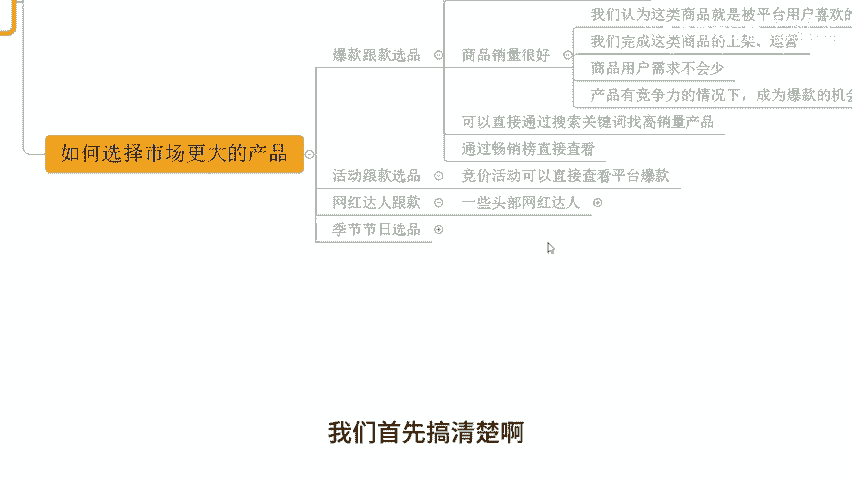 我们认为这类商品就是被平台用户喜欢的
爆款跟款选品
商品销量很好
我们完成这类商品的上架、运营
商品用户需求不会少
产品有竞争力的情况下，成为爆款的机会
可以直接通过搜索关键词找高销量产品
通过畅销榜直接查看
如何选择市场更大的产品
活动跟款选品
竞价活动可以直接查看平台爆款
网红达人跟款
一些头部网红达人
季节节日选品
我们首先搞清楚啊